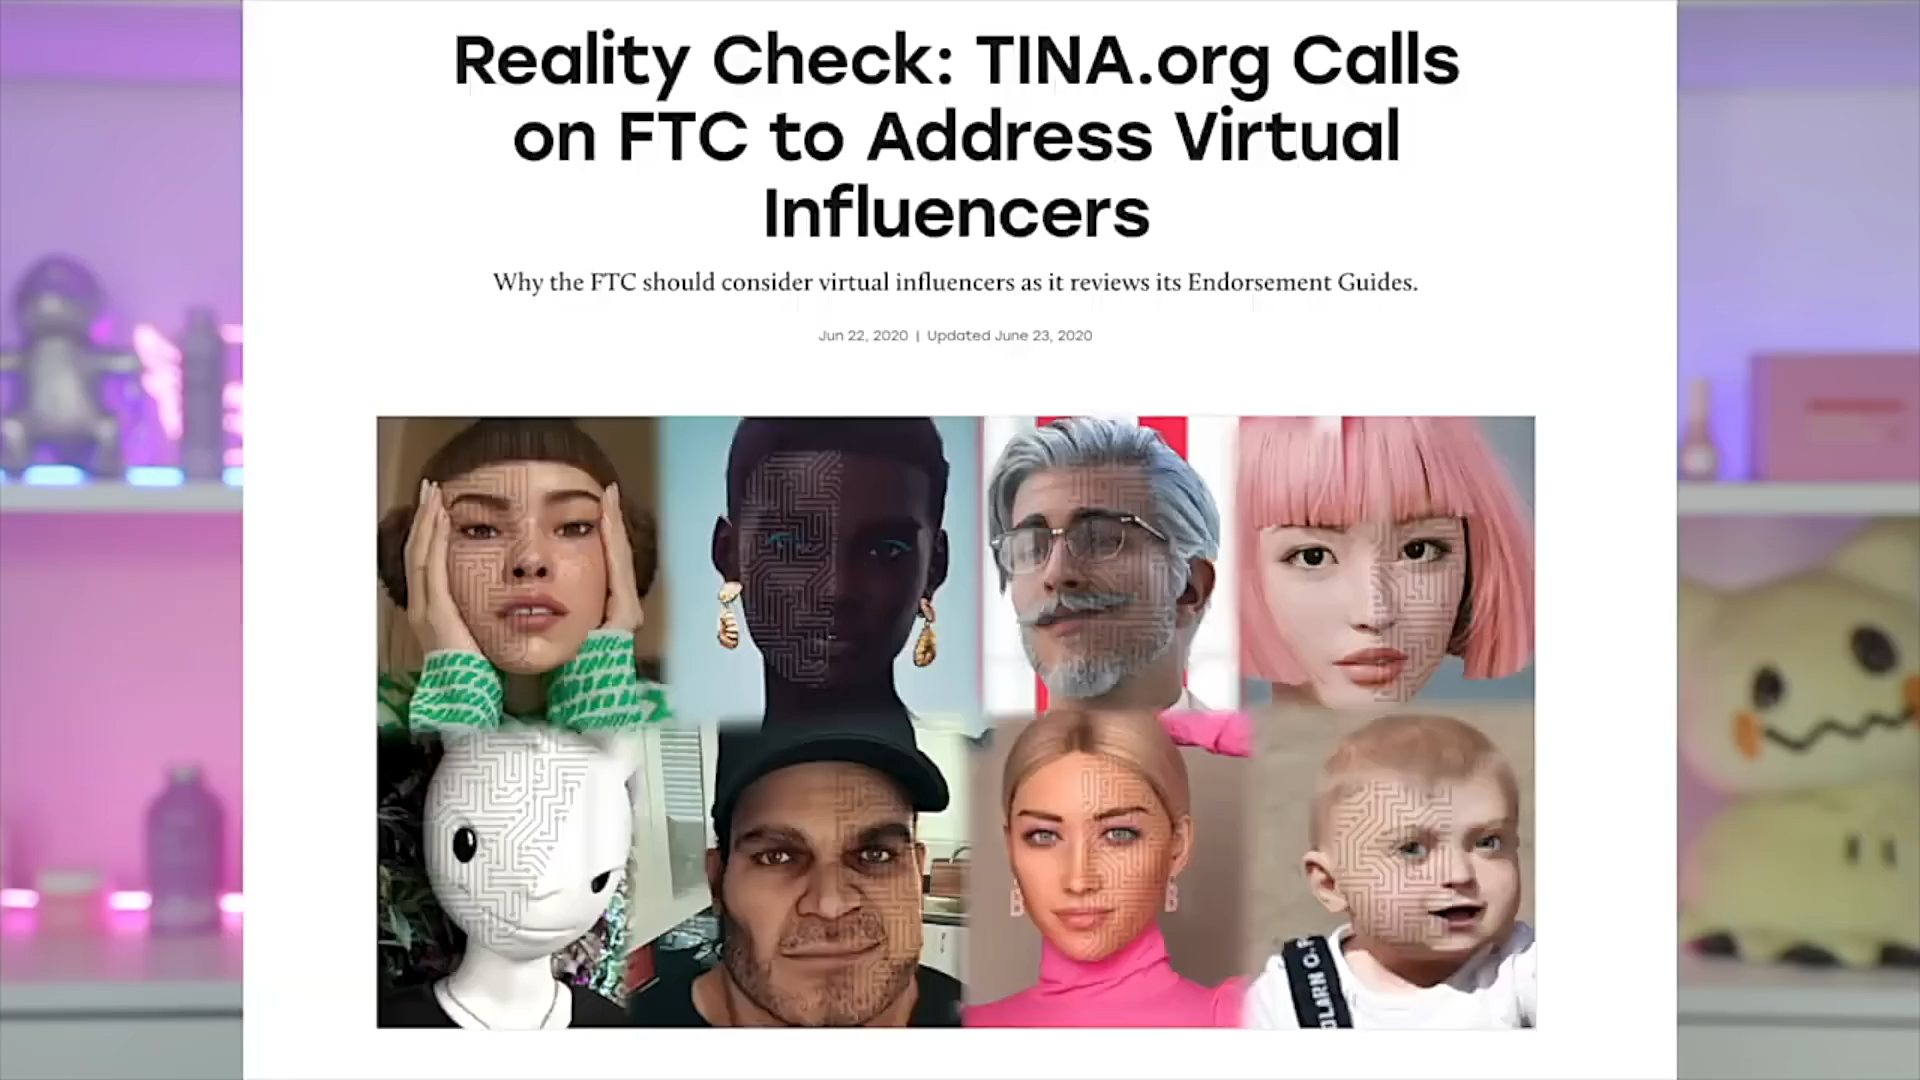 Reality Check: TINA.org Calls
on FTC to Address Virtual
Influencers
Why the FTC should consider virtual influencers as it reviews its Endorsement Guides.
Jun 22, 2020 | Updated June 23, 2020